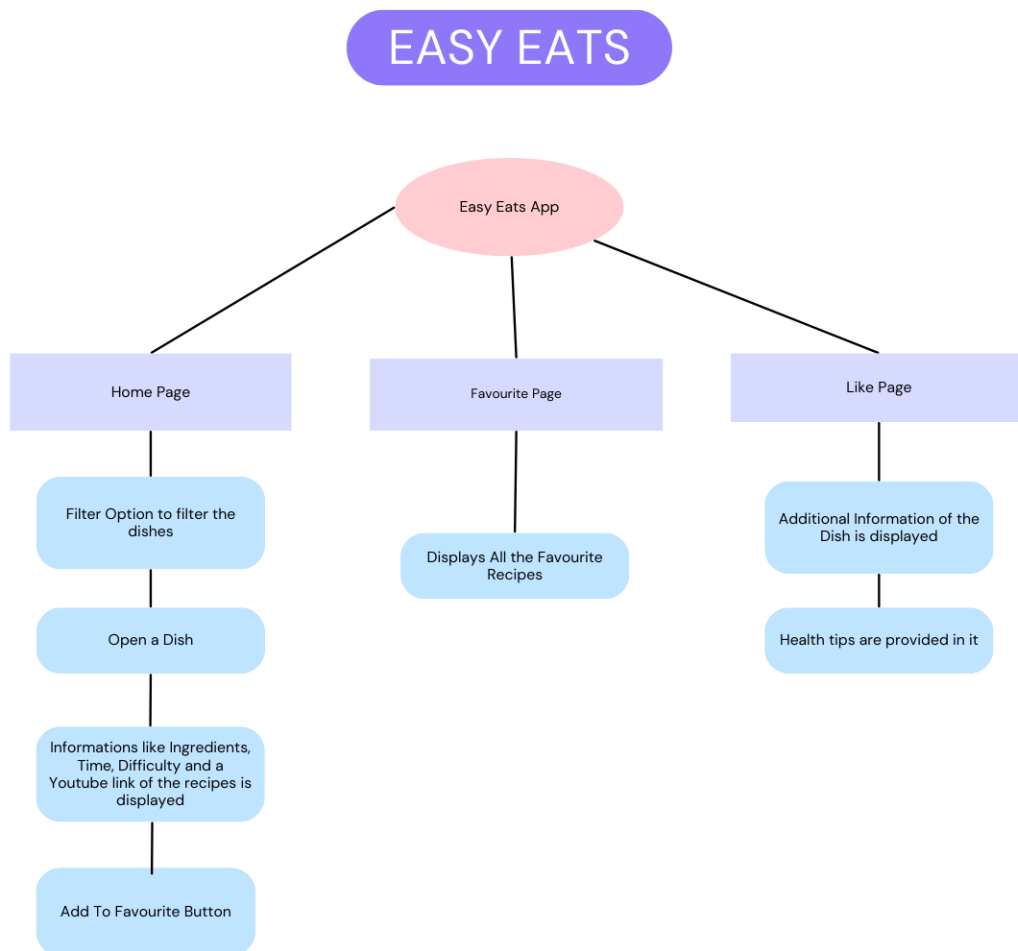 EASY EATS
Easy Eats App
Home Page
Favourite Page
Like Page
Filter Option to filter the
dishes
Open a Dish
Informations like Ingredients,
Time, Difficulty and a
Youtube link of the recipes is
displayed
Add To Favourite Button
Displays All the Favourite
Recipes
Additional Information of the
Dish is displayed
Health tips are provided in it